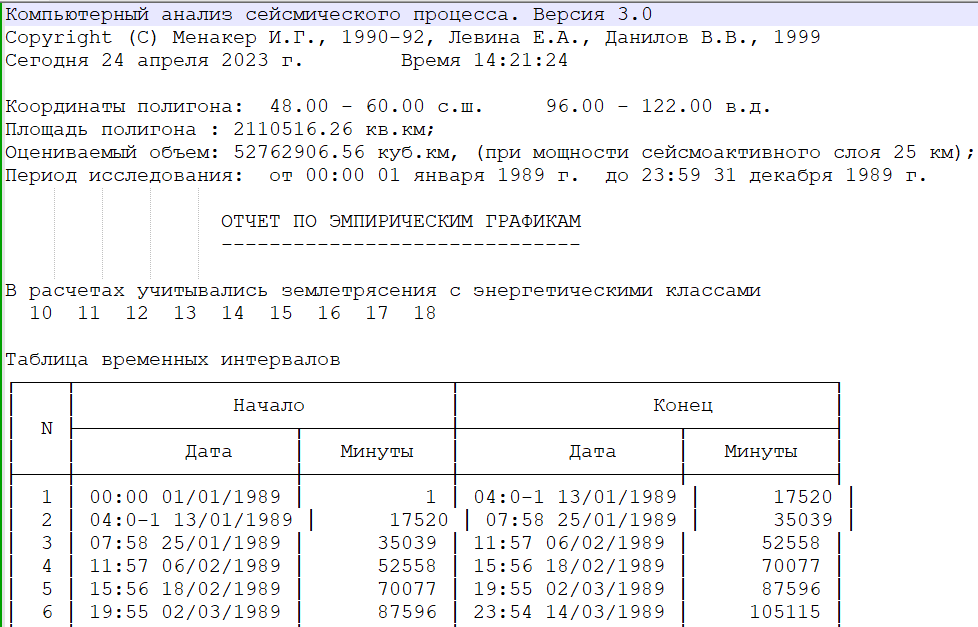 Компьютерный анализ сейсмического процесса. Версия 3.0
Copyright (C) Менакер И.Г., 1990-92, Левина Е.А., Данилов В.В., 1999
Сегодня 24 апреля 2023 г. Время 14:21:24
Координаты полигона: 48.00 - 60.00 с.ш. 96.00 - 122.00 в.д.
Площадь полигона : 2110516.26 кв.км;
Оцениваемый объем: 52762906.56 куб.км, (при мощности сейсмоактивного слоя 25 км);
Период исследования: от 00:00 01 января 1989 г. до 23:59 31 декабря 1989 г.
ОТЧЕТ ПО ЭМПИРИЧЕСКИМ ГРАФИКАМ
------------------------------
В расчетах учитывались землетрясения с энергетическими классами
10 11 12 13 14 15 16 17 18
Таблица временных интервалов
Начало Конец
N
Дата Минуты Дата Минуты
1 00:00 01/01/1989 1 04:0-1 13/01/1989 17520
2 04:0-1 13/01/1989 17520 07:58 25/01/1989 35039
3 07:58 25/01/1989 35039 11:57 06/02/1989 52558
4 11:57 06/02/1989 52558 15:56 18/02/1989 70077
5 15:56 18/02/1989 70077 19:55 02/03/1989 87596
6 19:55 02/03/1989 87596 23:54 14/03/1989 105115